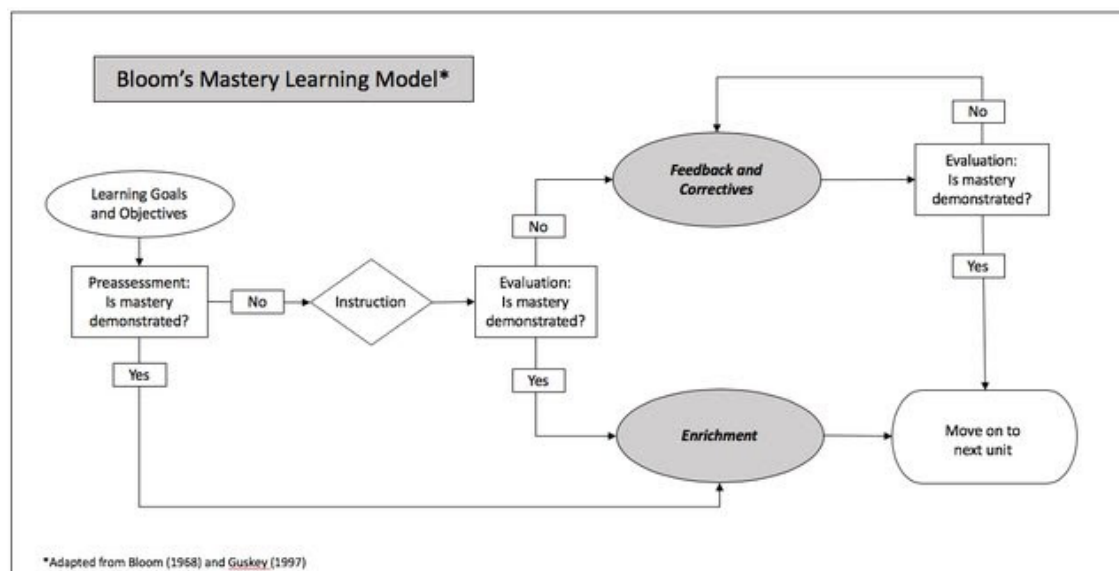 Bloom's Mastery Learning Model*
Learning Goals
and Objectives
Preassessment:
Is mastery
demonstrated?
No
Yes
Instruction
Evaluation:
Is mastery
demonstrated?
No
Yes
Feedback and
Correctives
Enrichment
No
Evaluation:
Is mastery
demonstrated?
Yes
Move on to
next unit
*Adapted from Bloom (1968) and Guskey (1997)